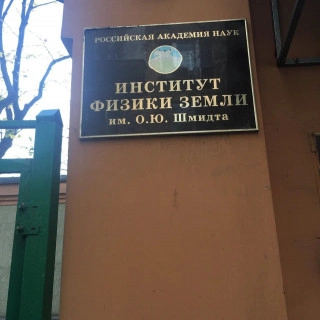 РОССИЙСКАЯ АКАДЕМИЯ НАУК
ИНСТИТУТ
ФИЗИКИ ЗЕМЛИ
им. О.Ю. Шмидта